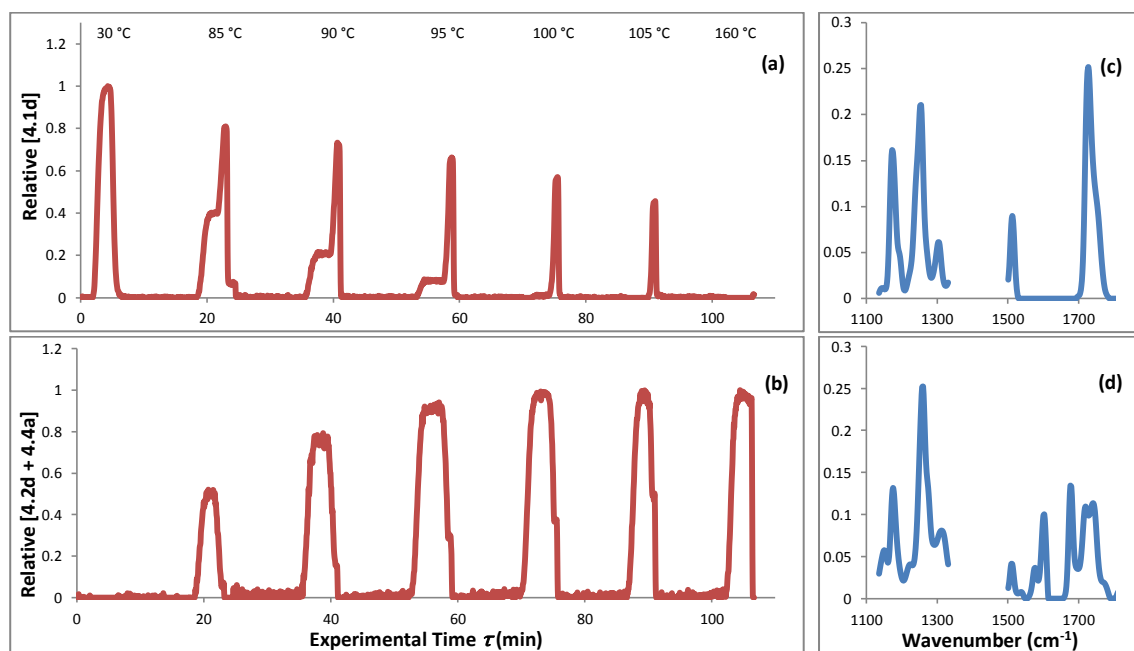 30 °C 85 °C 90 °C 95 °C 100 °C 105 °C 160 °C
(a)
1.2
1
0.8
0.6
0.4
0.2
0
Relative [4.1d]
0 20 40 60 80 100
(c)
0.3
0.25
0.2
0.15
0.1
0.05
0
1100 1300 1500 1700
(b)
1.2
1
0.8
0.6
0.4
0.2
0
Relative [4.2d + 4.4a]
0 20 40 60 80 100
Experimental Time τ (min)
(d)
0.3
0.25
0.2
0.15
0.1
0.05
0
1100 1300 1500 1700
Wavenumber (cm⁻¹)